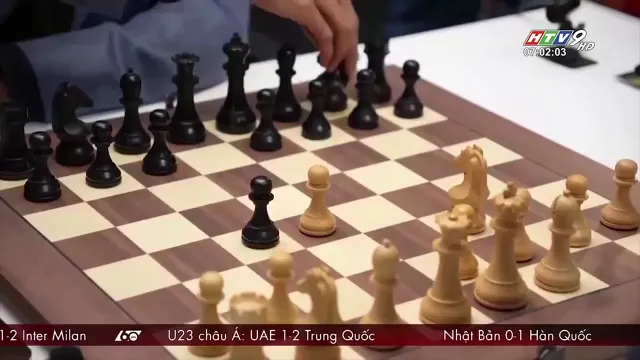 HTV9 HD
07:02:03
1-2 Inter Milan 60 U23 châu Á: UAE 1-2 Trung Quốc Nhật Bản 0-1 Hàn Quốc